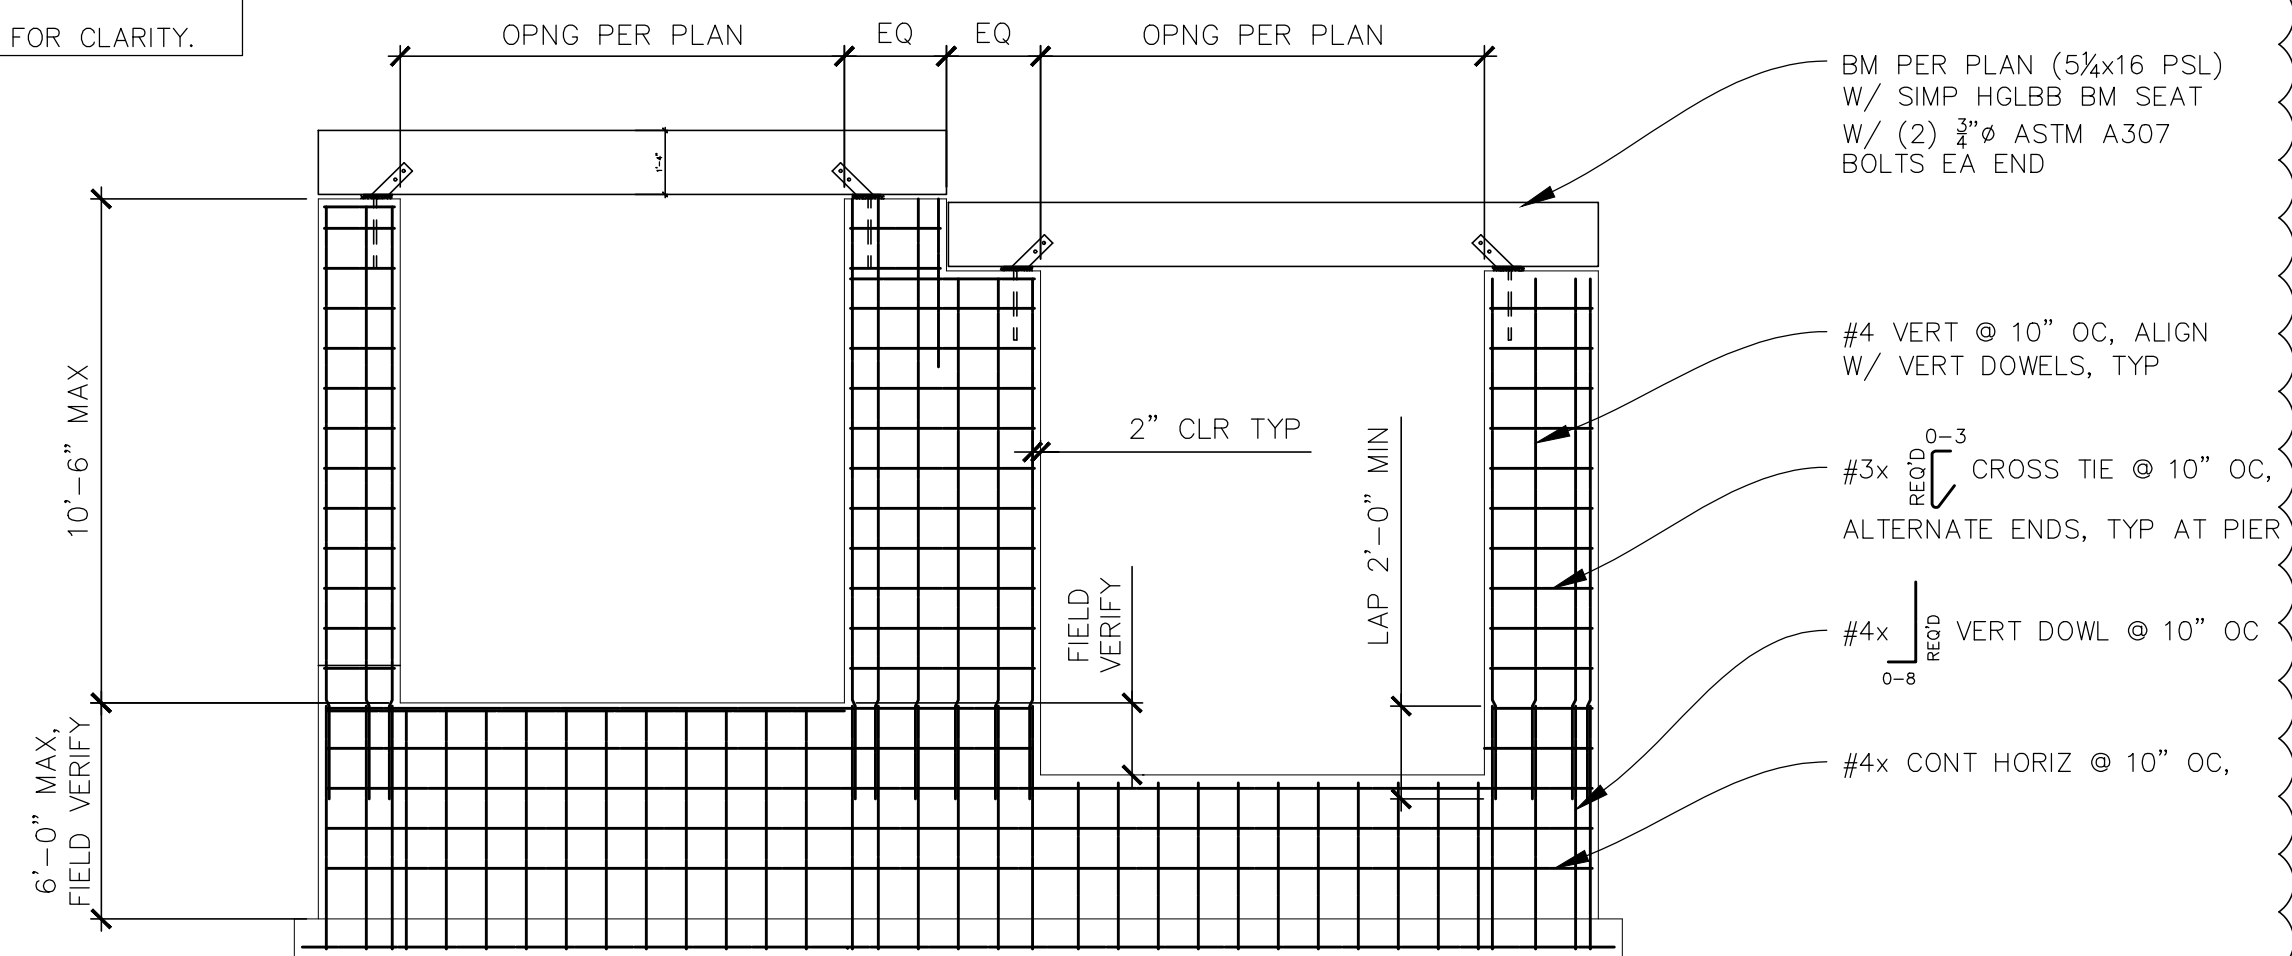 FOR CLARITY.
OPNG PER PLAN
EQ
EQ
OPNG PER PLAN
BM PER PLAN (5¼x16 PSL)
W/ SIMP HGLBB BM SEAT
W/ (2) ¾"ø ASTM A307
BOLTS EA END
1'-4"
10'-6" MAX
#4 VERT @ 10" OC, ALIGN
W/ VERT DOWELS, TYP
2" CLR TYP
LAP 2'-0" MIN
0-3
#3x REQ'D CROSS TIE @ 10" OC,
ALTERNATE ENDS, TYP AT PIER
FIELD
VERIFY
#4x REQ'D VERT DOWL @ 10" OC
0-8
6'-0" MAX,
FIELD VERIFY
#4x CONT HORIZ @ 10" OC,